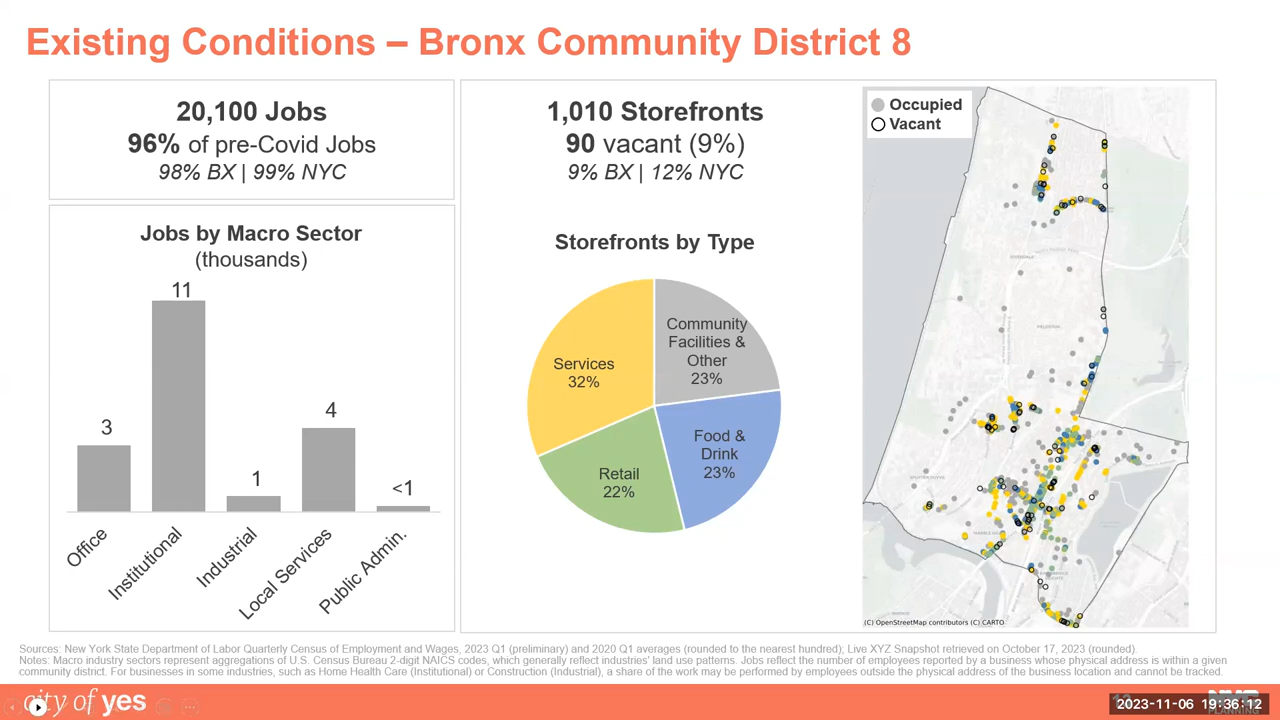 Existing Conditions – Bronx Community District 8
20,100 Jobs
96% of pre-Covid Jobs
98% BX | 99% NYC
Jobs by Macro Sector
(thousands)
3
11
1
4
<1
Office
Institutional
Industrial
Local Services
Public Admin.
1,010 Storefronts
90 vacant (9%)
9% BX | 12% NYC
Storefronts by Type
Community
Facilities &
Other
23%
Food &
Drink
23%
Retail
22%
Services
32%
Occupied
Vacant
(C) OpenStreetMap contributors (C) CARTO
Sources: New York State Department of Labor Quarterly Census of Employment and Wages, 2023 Q1 (preliminary) and 2020 Q1 averages (rounded to the nearest hundred); Live XYZ Snapshot retrieved on October 17, 2023 (rounded).
Notes: Macro industry sectors represent aggregations of U.S. Census Bureau 2-digit NAICS codes, which generally reflect industries' land use patterns. Jobs reflect the number of employees reported by a business whose physical address is within a given
community district. For businesses in some industries, such as Home Health Care (Institutional) or Construction (Industrial), a share of the work may be performed by employees outside the physical address of the business location and cannot be tracked.
city of yes
2023-11-06 19:36:12